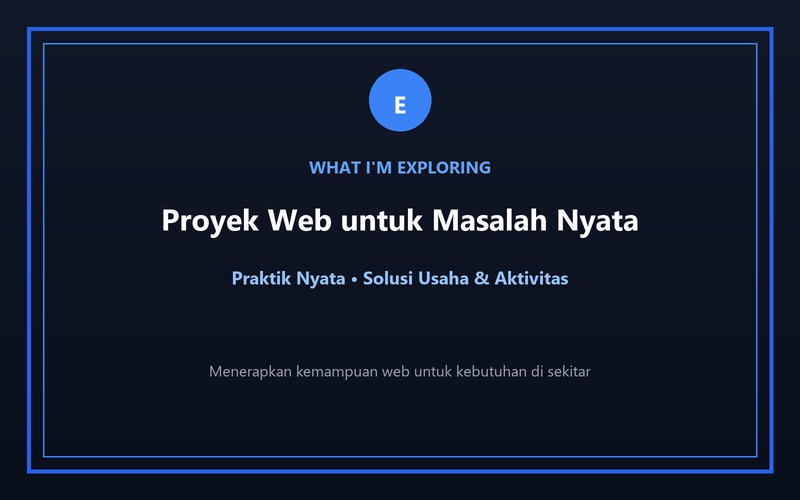 E
WHAT I'M EXPLORING
Proyek Web untuk Masalah Nyata
Praktik Nyata • Solusi Usaha & Aktivitas
Menerapkan kemampuan web untuk kebutuhan di sekitar